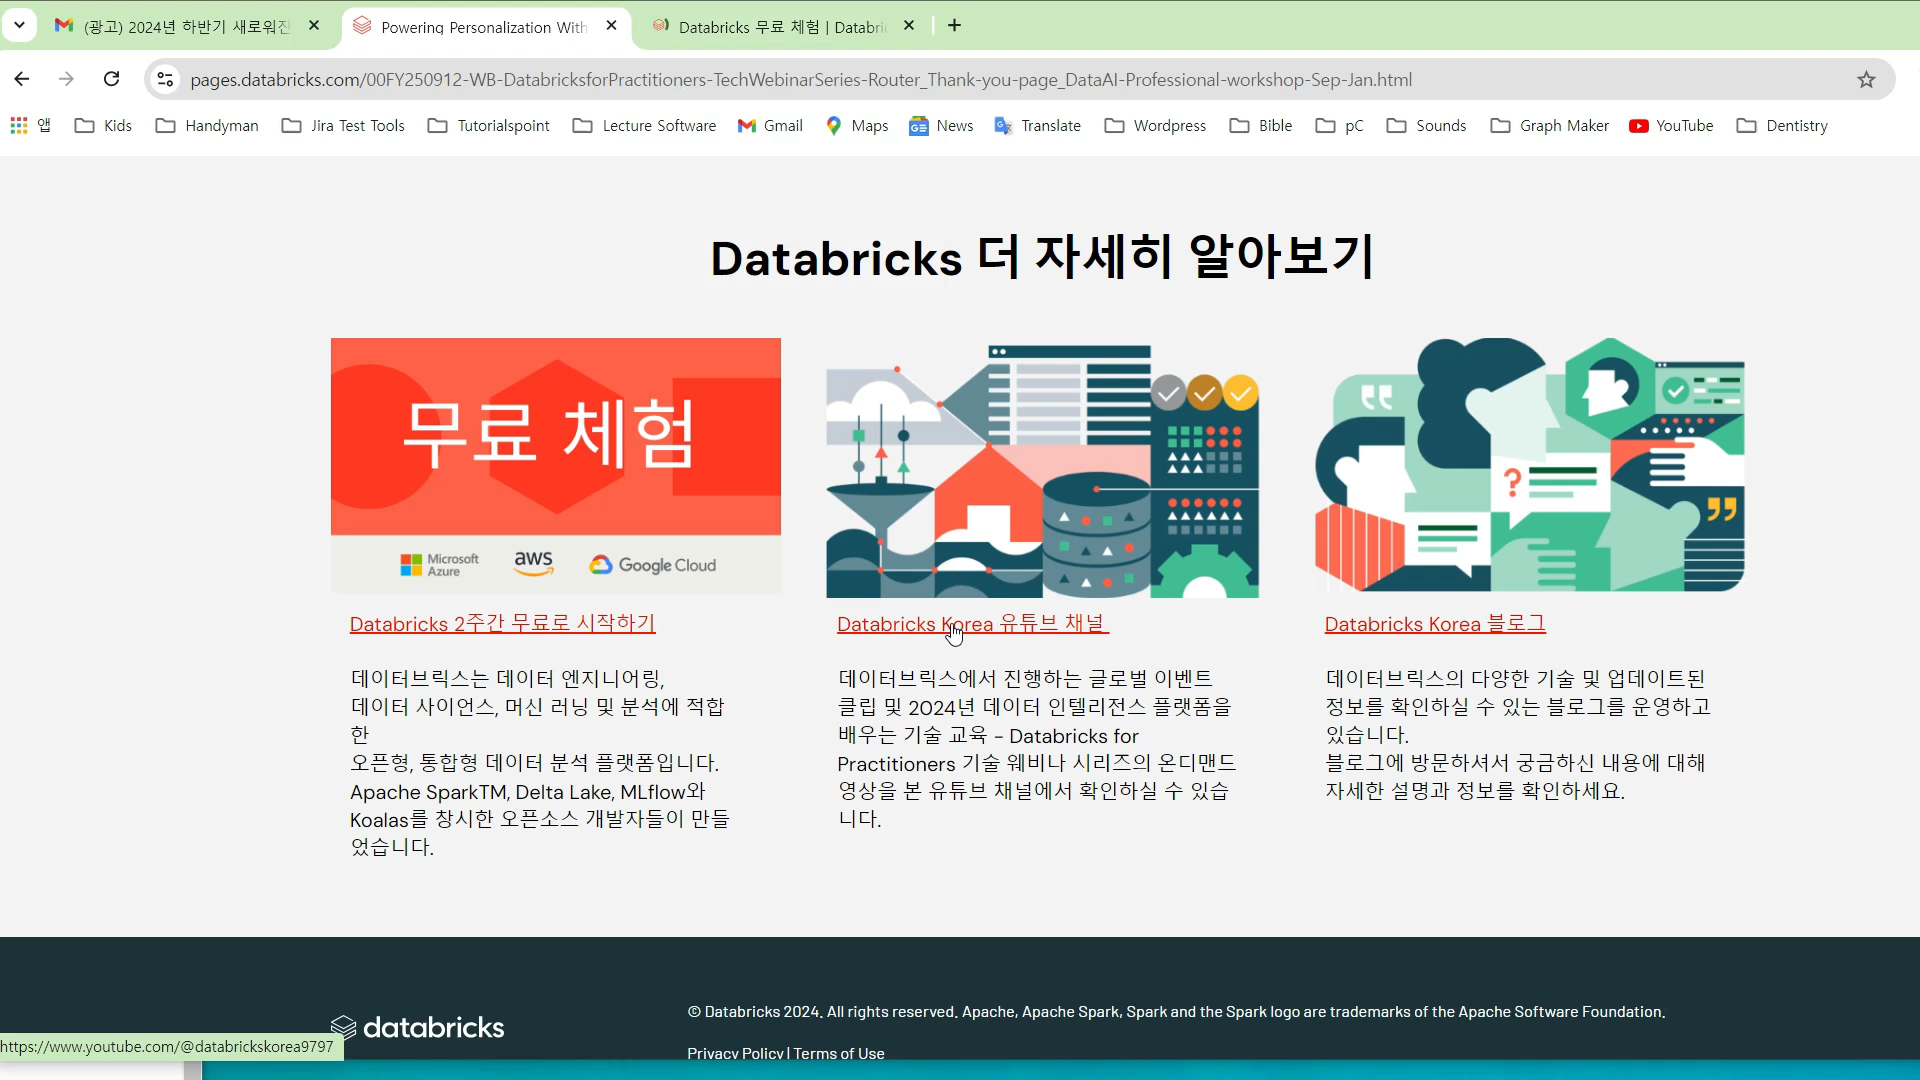 (광고) 2024년 하반기 새로워진
Powering Personalization With
Databricks 무료 체험 | Databri
pages.databricks.com/00FY250912-WB-DatabricksforPractitioners-TechWebinarSeries-Router_Thank-you-page_DataAI-Professional-workshop-Sep-Jan.html
앱 Kids Handyman Jira Test Tools Tutorialspoint Lecture Software Gmail Maps News Translate Wordpress Bible pC Sounds Graph Maker YouTube Dentistry
Databricks 더 자세히 알아보기
무료 체험
Microsoft Azure aws Google Cloud
Databricks 2주간 무료로 시작하기
데이터브릭스는 데이터 엔지니어링,
데이터 사이언스, 머신 러닝 및 분석에 적합
한
오픈형, 통합형 데이터 분석 플랫폼입니다.
Apache SparkTM, Delta Lake, MLflow와
Koalas를 창시한 오픈소스 개발자들이 만들
었습니다.
Databricks Korea 유튜브 채널
데이터브릭스에서 진행하는 글로벌 이벤트
클립 및 2024년 데이터 인텔리전스 플랫폼을
배우는 기술 교육 - Databricks for
Practitioners 기술 웨비나 시리즈의 온디맨드
영상을 본 유튜브 채널에서 확인하실 수 있습
니다.
Databricks Korea 블로그
데이터브릭스의 다양한 기술 및 업데이트된
정보를 확인하실 수 있는 블로그를 운영하고
있습니다.
블로그에 방문하셔서 궁금하신 내용에 대해
자세한 설명과 정보를 확인하세요.
databricks
© Databricks 2024. All rights reserved. Apache, Apache Spark, Spark and the Spark logo are trademarks of the Apache Software Foundation.
Privacy Policy | Terms of Use
https://www.youtube.com/@databrickskorea9797